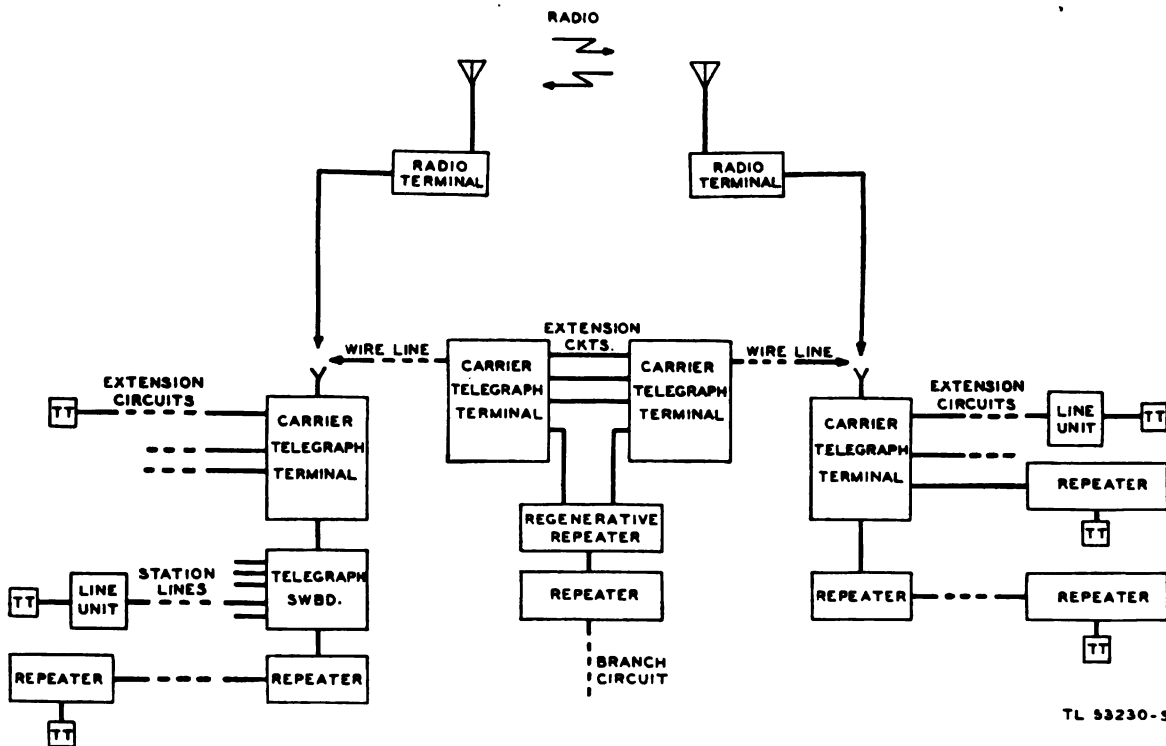 RADIO
RADIO
TERMINAL
RADIO
TERMINAL
WIRE LINE
EXTENSION
CKTS.
WIRE LINE
CARRIER
TELEGRAPH
TERMINAL
CARRIER
TELEGRAPH
TERMINAL
EXTENSION
CIRCUITS
TT
CARRIER
TELEGRAPH
TERMINAL
CARRIER
TELEGRAPH
TERMINAL
EXTENSION
CIRCUITS
LINE
UNIT
TT
REPEATER
TT
REGENERATIVE
REPEATER
REPEATER
BRANCH
CIRCUIT
TT
LINE
UNIT
STATION
LINES
TELEGRAPH
SWBD.
REPEATER
TT
REPEATER
REPEATER
REPEATER
TT
TL 53230-S